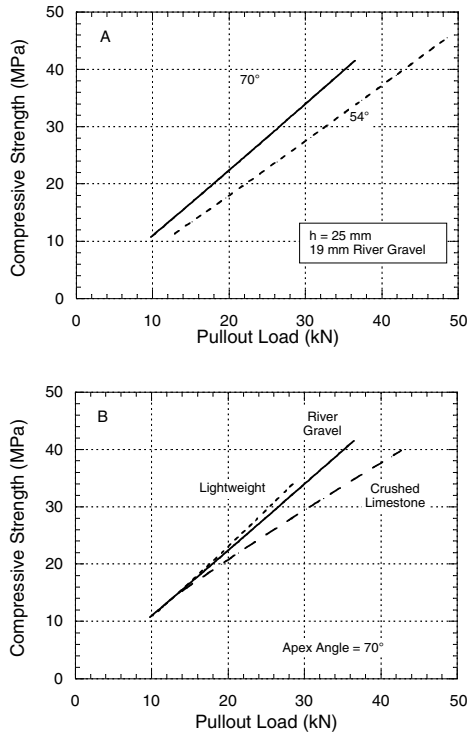 A
50
40
30
20
10
0
Compressive Strength (MPa)
70°
54°
h = 25 mm
19 mm River Gravel
0 10 20 30 40 50
Pullout Load (kN)
B
50
40
30
20
10
0
Compressive Strength (MPa)
River
Gravel
Lightweight
Crushed
Limestone
Apex Angle = 70°
0 10 20 30 40 50
Pullout Load (kN)